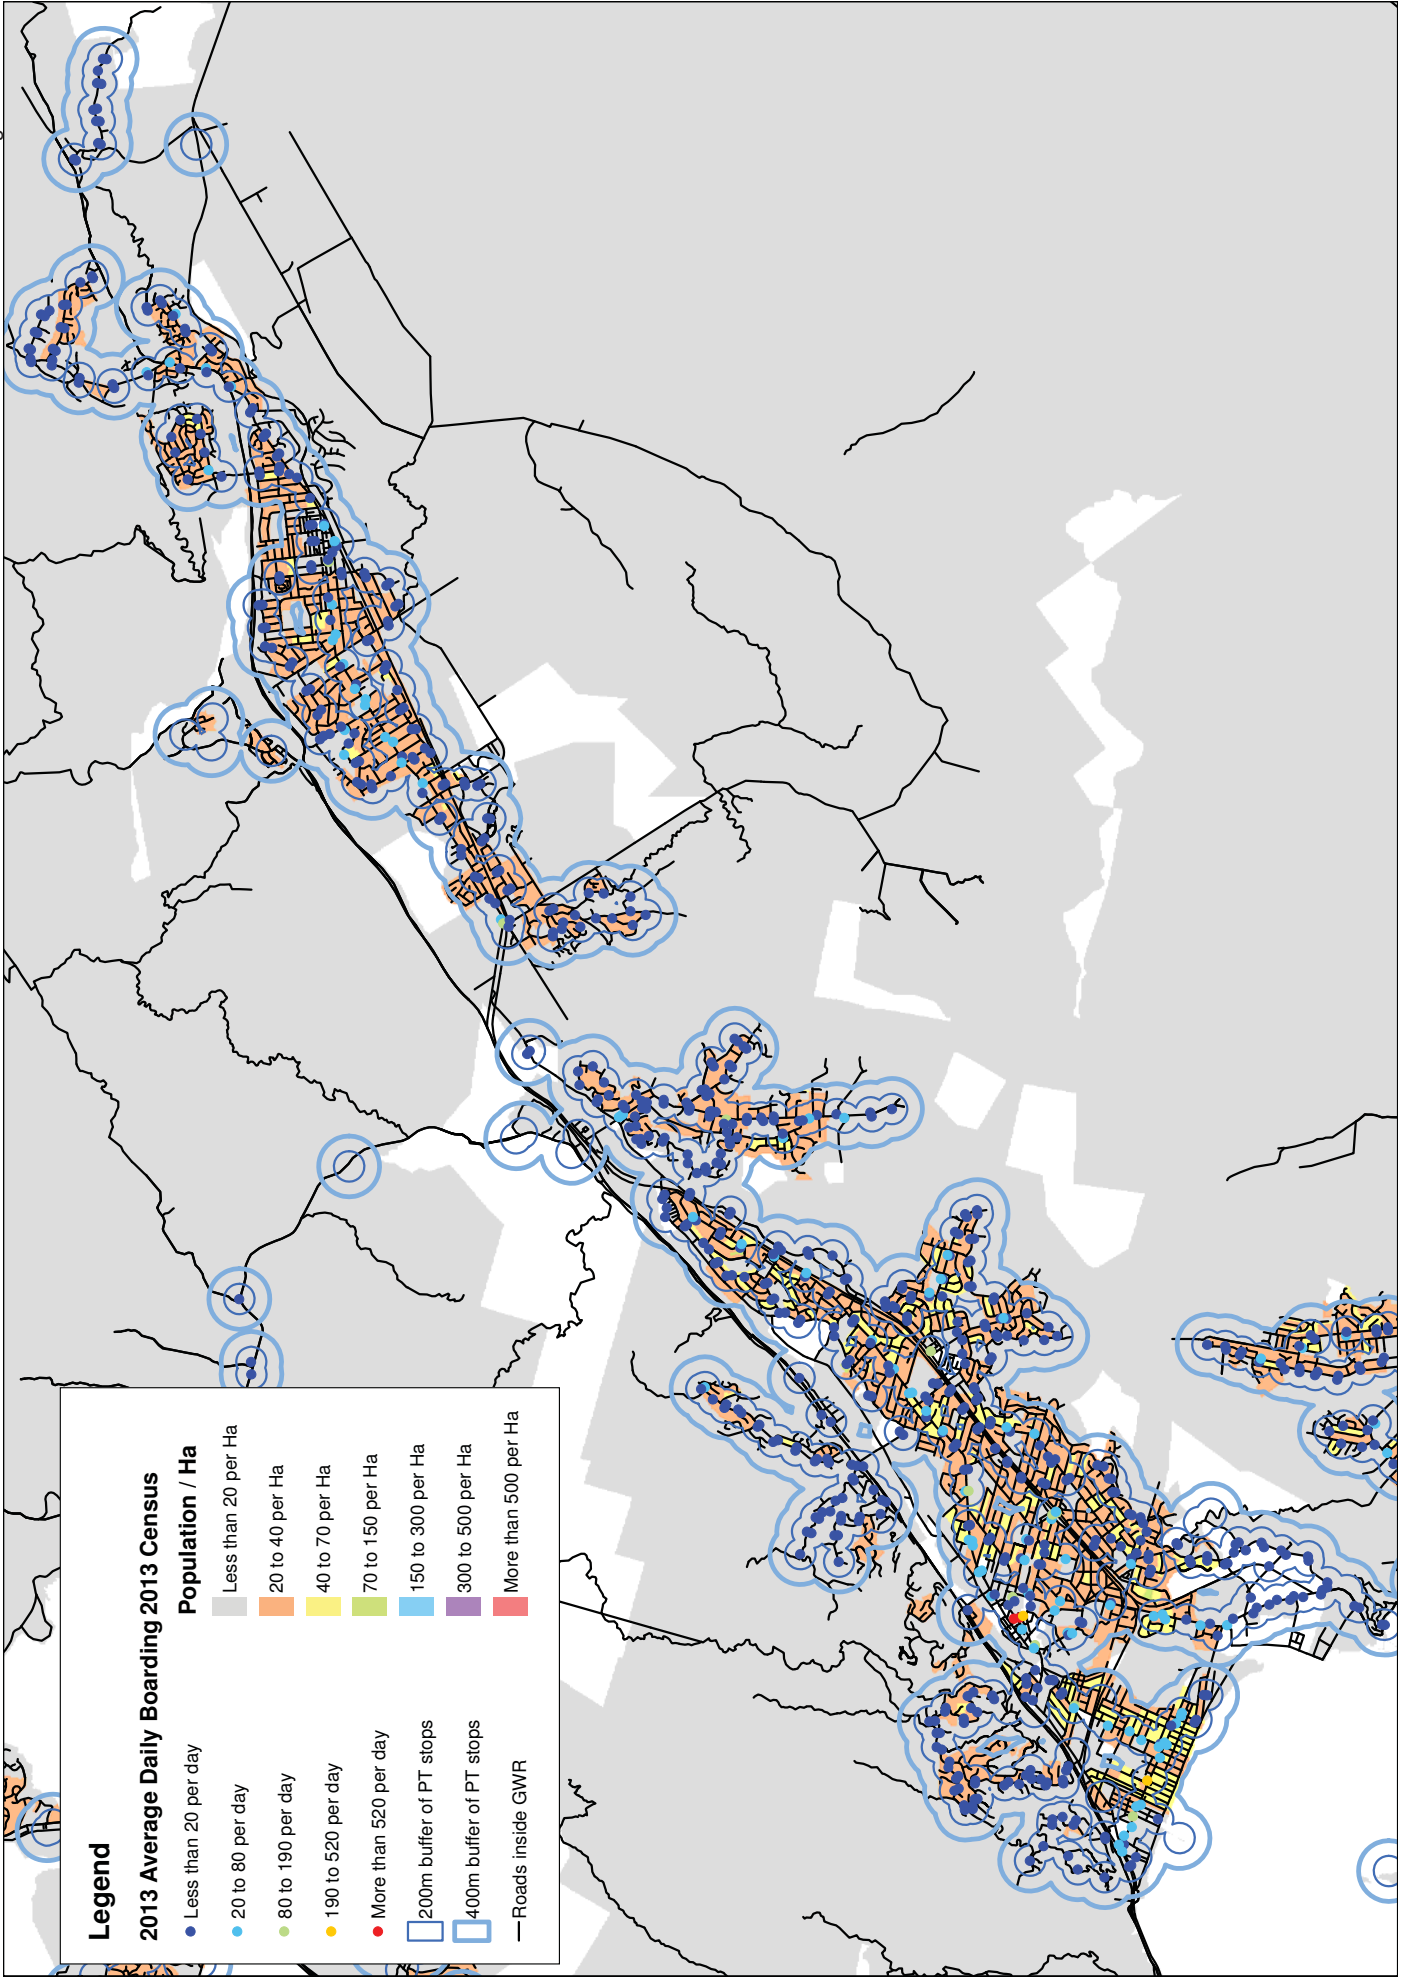 Legend
2013 Average Daily Boarding 2013 Census
Less than 20 per day
20 to 80 per day
80 to 190 per day
190 to 520 per day
More than 520 per day
200m buffer of PT stops
400m buffer of PT stops
Roads inside GWR
Population / Ha
Less than 20 per Ha
20 to 40 per Ha
40 to 70 per Ha
70 to 150 per Ha
150 to 300 per Ha
300 to 500 per Ha
More than 500 per Ha